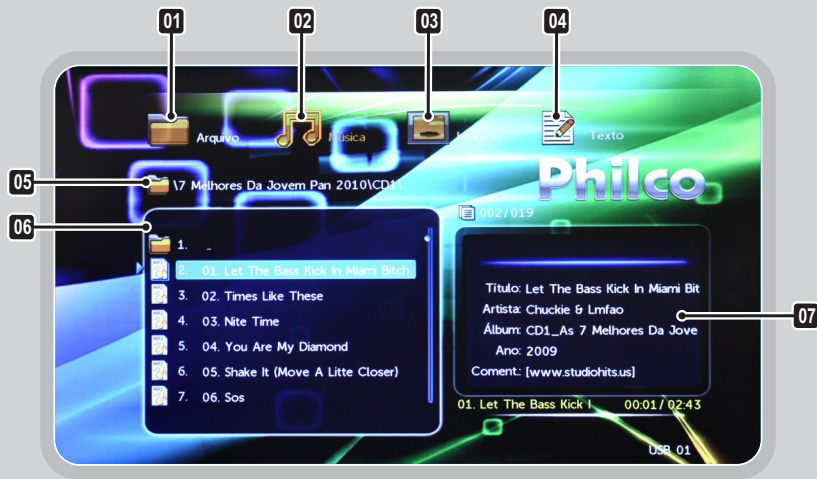 01 02 03 04
Arquivo Música Imagem Texto
05
\7 Melhores Da Jovem Pan 2010\CD1\
Philco
002/019
06
1. ..
2. 01. Let The Bass Kick In Miami Bitch
3. 02. Times Like These
4. 03. Nite Time
5. 04. You Are My Diamond
6. 05. Shake It (Move A Litte Closer)
7. 06. Sos
Título: Let The Bass Kick In Miami Bit
Artista: Chuckie & Lmfao
07
Álbum: CD1_As 7 Melhores Da Jove
Ano: 2009
Coment.: [www.studiohits.us]
01. Let The Bass Kick I 00:01/02:43
USB 01